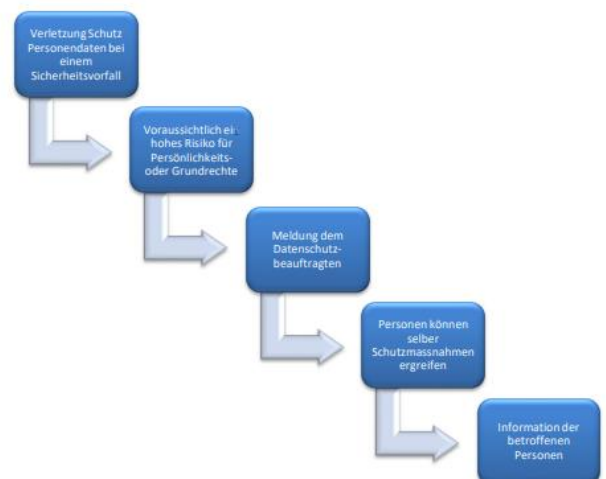 Verletzung Schutz
Personendaten bei
einem
Sicherheitsvorfall
Voraussichtlich ein
hohes Risiko für
Persönlichkeits-
oder Grundrechte
Meldung dem
Datenschutz-
beauftragten
Personen können
selber
Schutzmassnahmen
ergreifen
Information der
betroffenen
Personen